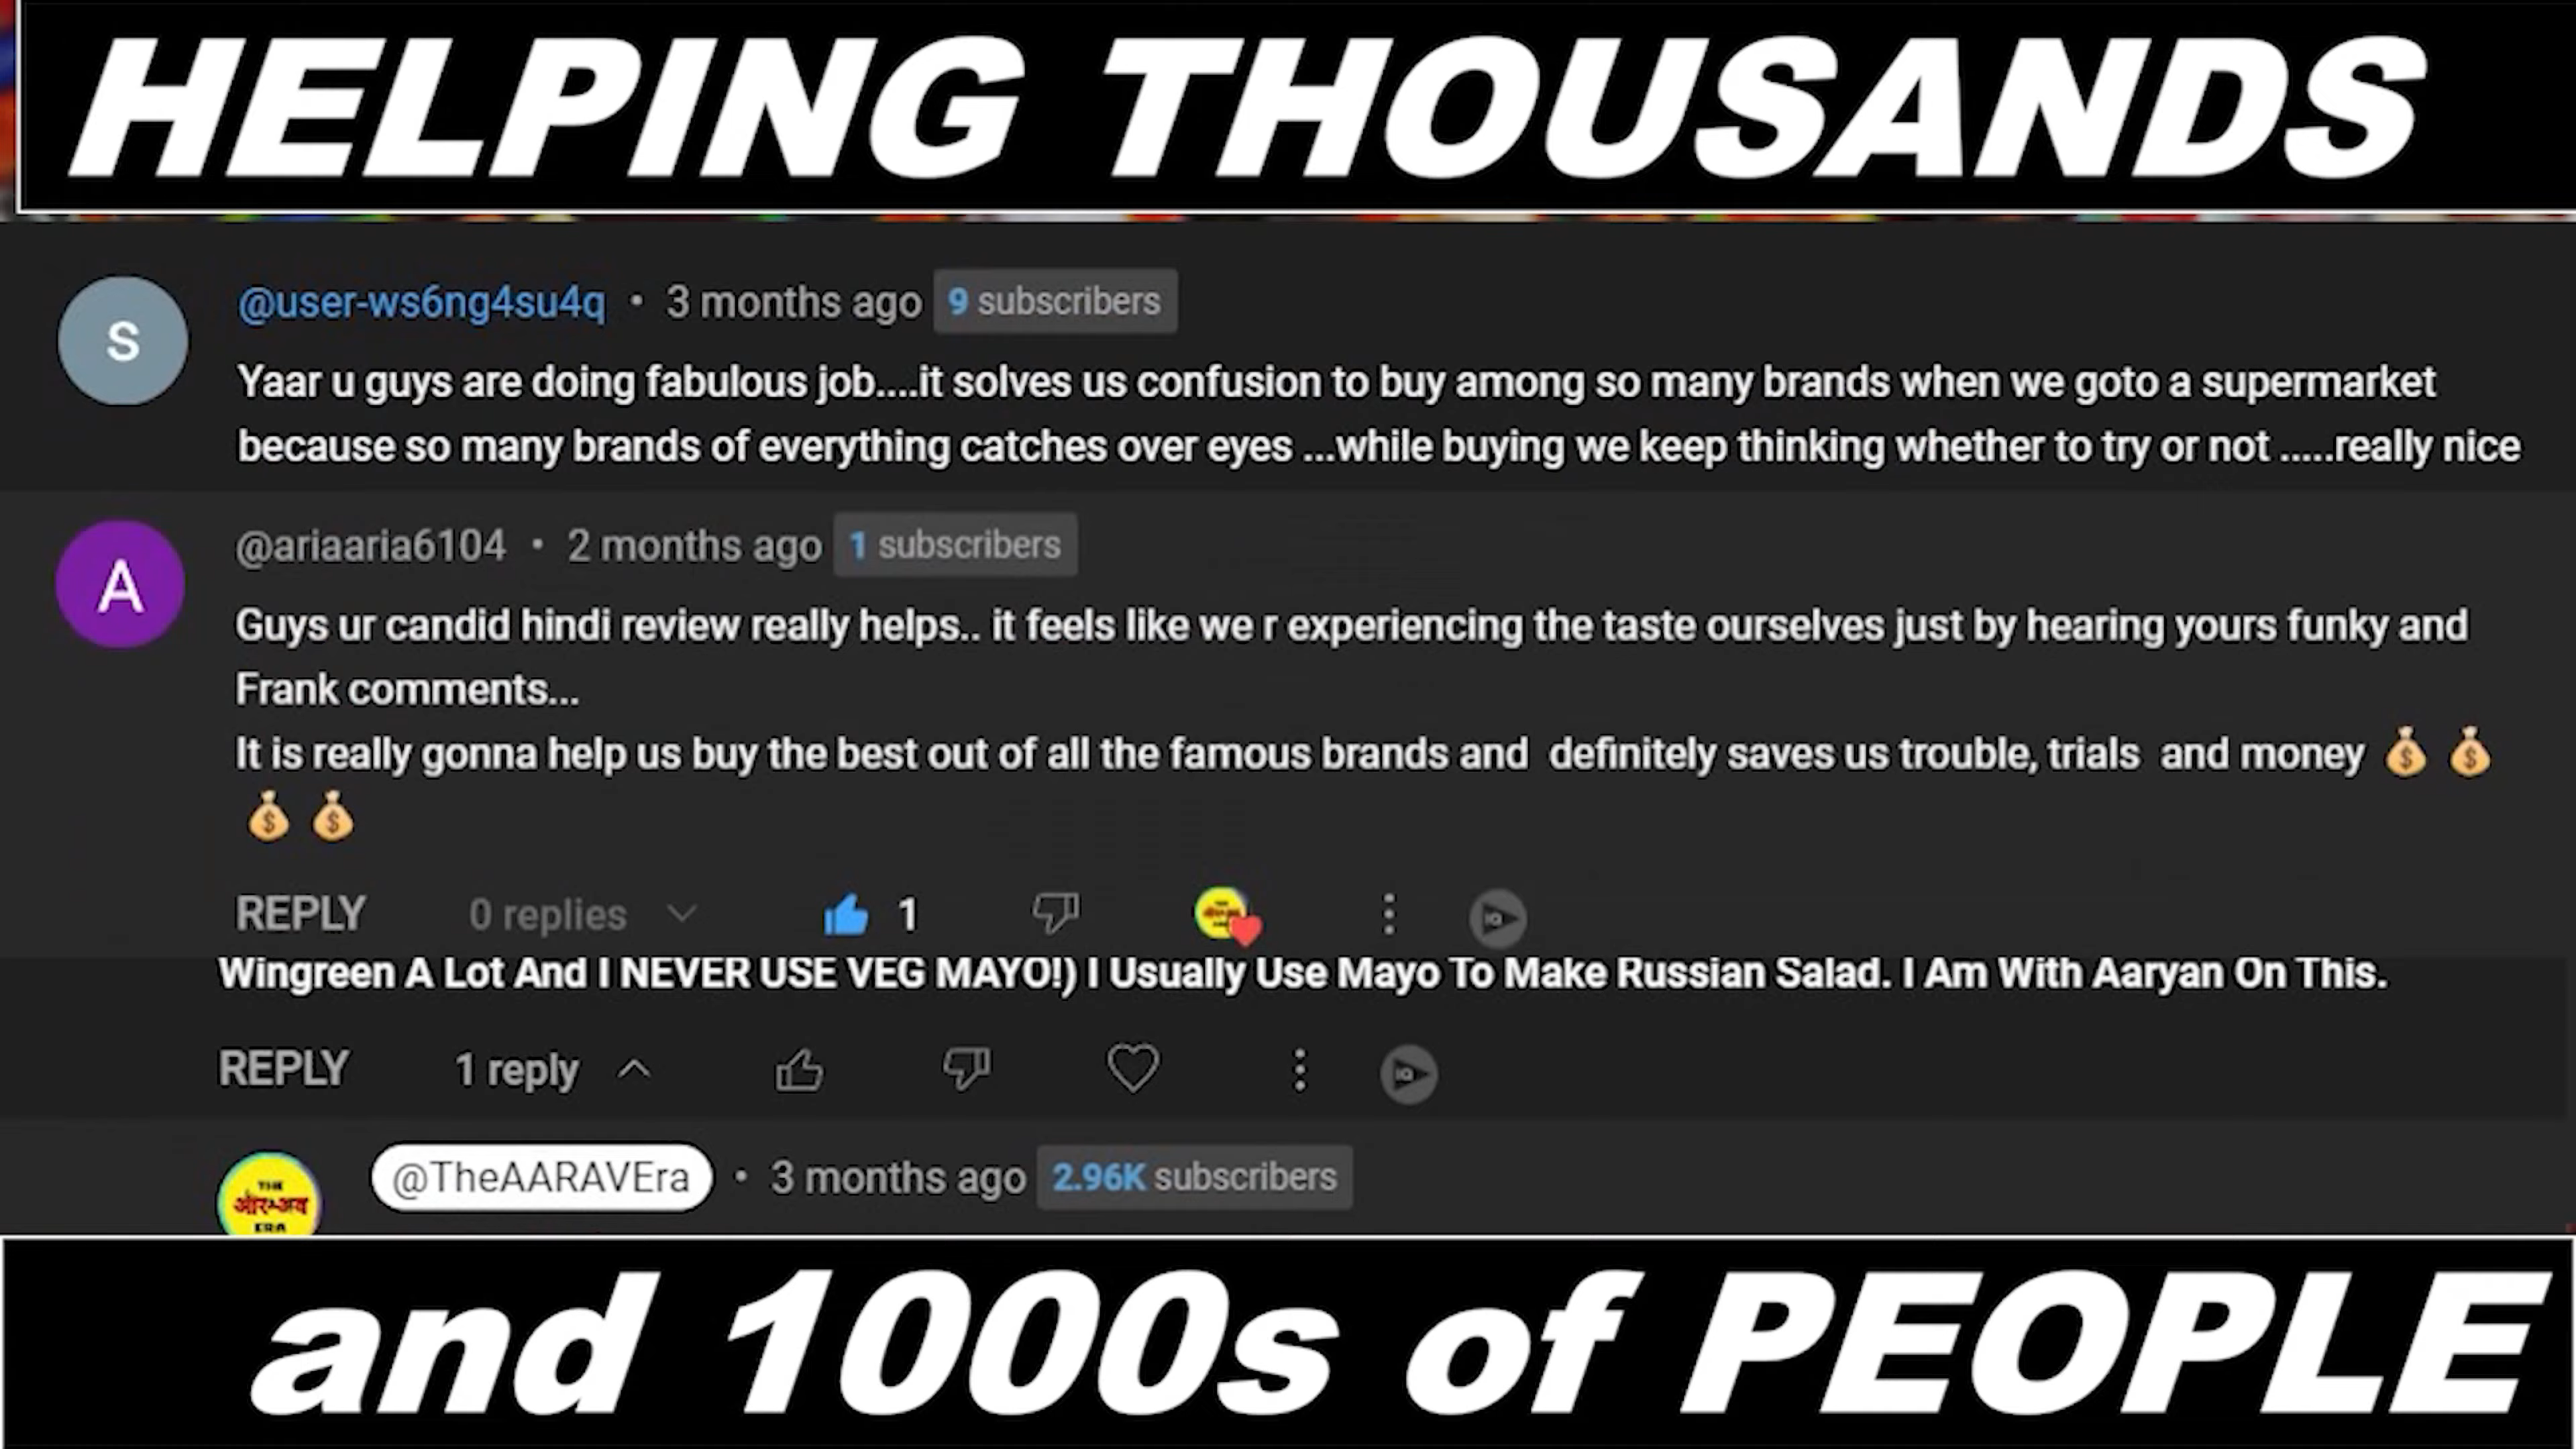 HELPING THOUSANDS
S
@user-ws6ng4su4q • 3 months ago 9 subscribers
Yaar u guys are doing fabulous job....it solves us confusion to buy among so many brands when we goto a supermarket
because so many brands of everything catches over eyes ...while buying we keep thinking whether to try or not .....really nice
A
@ariaaria6104 • 2 months ago 1 subscribers
Guys ur candid hindi review really helps.. it feels like we r experiencing the taste ourselves just by hearing yours funky and
Frank comments...
It is really gonna help us buy the best out of all the famous brands and definitely saves us trouble, trials and money 💰 💰
💰 💰
REPLY 0 replies 1
Wingreen A Lot And I NEVER USE VEG MAYO!) I Usually Use Mayo To Make Russian Salad. I Am With Aaryan On This.
REPLY 1 reply
THE
ERA
@TheAARAVEra • 3 months ago 2.96K subscribers
and 1000s of PEOPLE